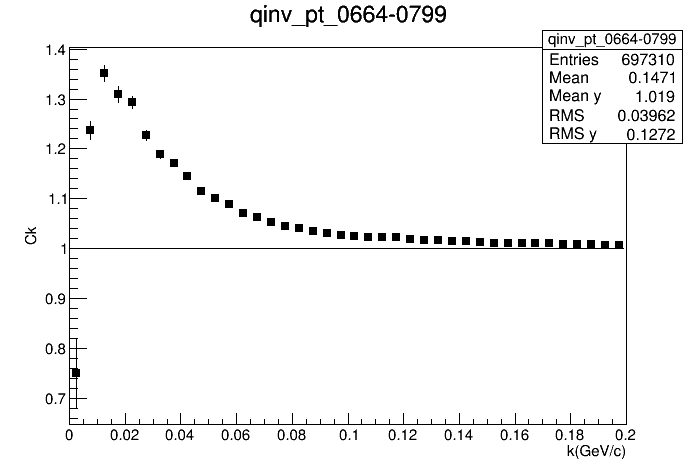 qinv_pt_0664-0799
qinv_pt_0664-0799
Entries 697310
Mean 0.1471
Mean y 1.019
RMS 0.03962
RMS y 0.1272
Ck
1.4
1.3
1.2
1.1
1
0.9
0.8
0.7
0 0.02 0.04 0.06 0.08 0.1 0.12 0.14 0.16 0.18 0.2
k(GeV/c)